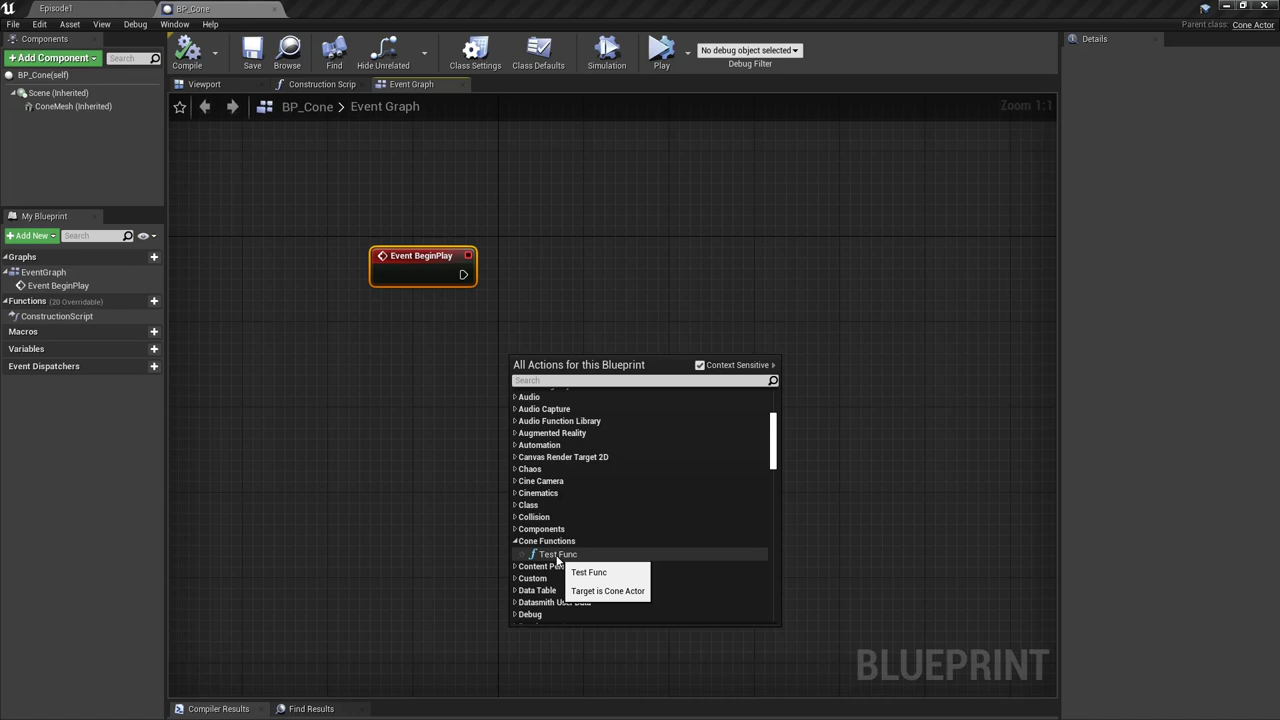 Episode1
BP_Cone
File Edit Asset View Debug Window Help
Parent class: Cone Actor
Components
Add Component
Search
BP_Cone(self)
Scene (Inherited)
ConeMesh (Inherited)
Compile
Save
Browse
Find
Hide Unrelated
Class Settings
Class Defaults
Simulation
Play
No debug object selected
Debug Filter
Details
Viewport
Construction Scrip
Event Graph
BP_Cone > Event Graph
Zoom 1:1
My Blueprint
Add New
Search
Graphs
EventGraph
Event BeginPlay
Functions (20 Overridable)
ConstructionScript
Macros
Variables
Event Dispatchers
Event BeginPlay
All Actions for this Blueprint
Context Sensitive
Search
Audio
Audio Capture
Audio Function Library
Augmented Reality
Automation
Canvas Render Target 2D
Chaos
Cine Camera
Cinematics
Class
Collision
Components
Cone Functions
Test Func
Content
Custom
Data Table
Datasmith User Data
Debug
Test Func
Target is Cone Actor
BLUEPRINT
Compiler Results
Find Results